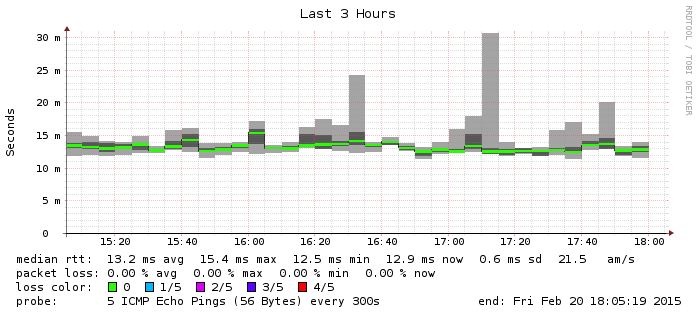 Last 3 Hours
RRDTOOL / TOBI OETIKER
Seconds
30 m
25 m
20 m
15 m
10 m
5 m
0
15:20 15:40 16:00 16:20 16:40 17:00 17:20 17:40 18:00
median rtt: 13.2 ms avg 15.4 ms max 12.5 ms min 12.9 ms now 0.6 ms sd 21.5 am/s
packet loss: 0.00 % avg 0.00 % max 0.00 % min 0.00 % now
loss color: 0 1/5 2/5 3/5 4/5
probe: 5 ICMP Echo Pings (56 Bytes) every 300s end: Fri Feb 20 18:05:19 2015